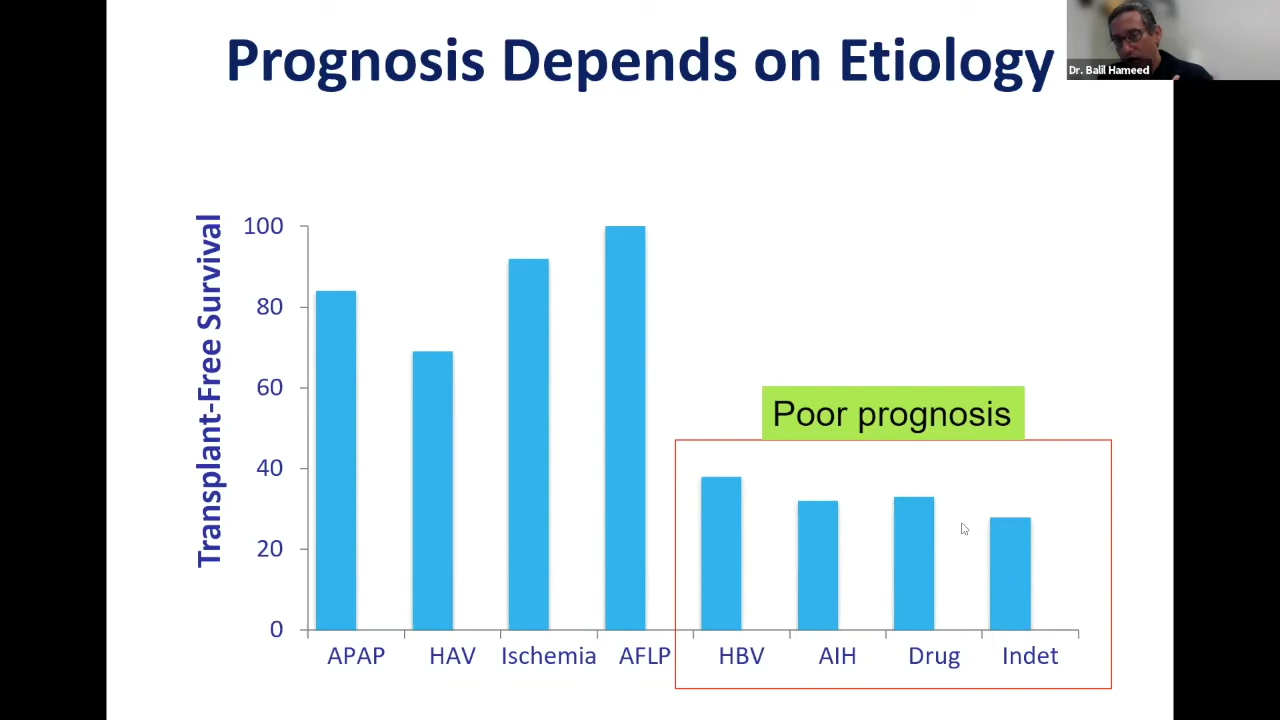 Prognosis Depends on Etiology
Dr. Balil Hameed
Transplant-Free Survival
100
80
60
40
20
0
Poor prognosis
APAP HAV Ischemia AFLP HBV AIH Drug Indet